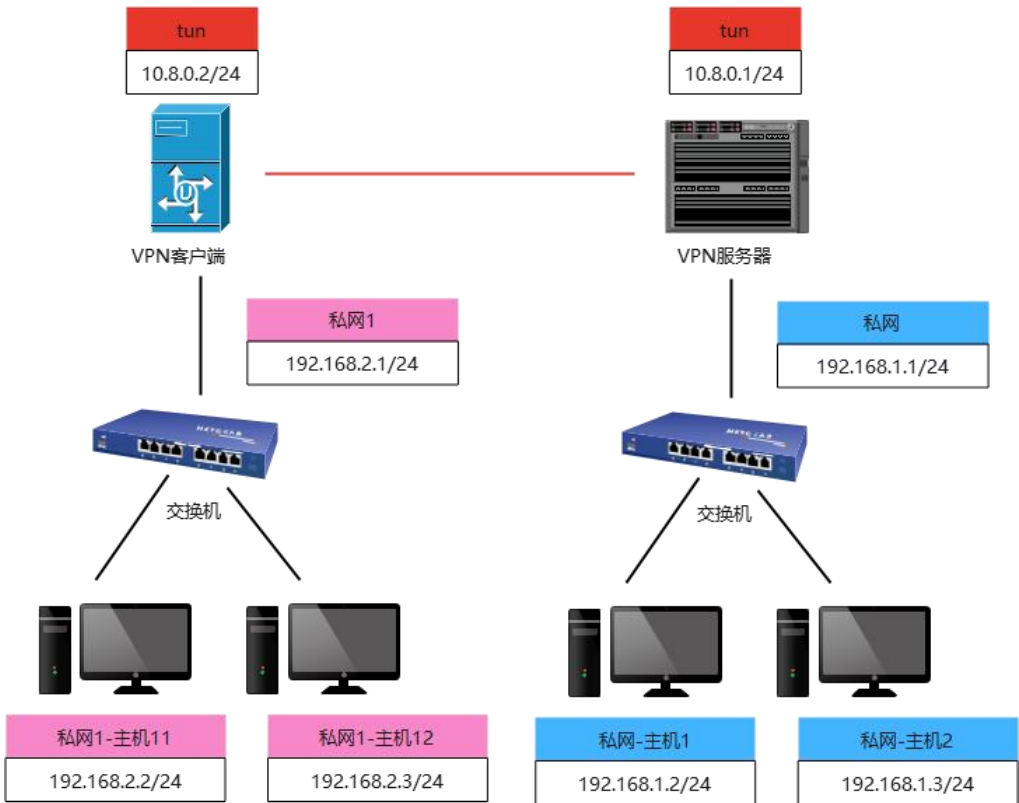 tun
10.8.0.2/24
tun
10.8.0.1/24
U
VPN客户端
VPN服务器
私网1
192.168.2.1/24
私网
192.168.1.1/24
NETGEAR
NETGEAR
交换机
交换机
私网1-主机11
192.168.2.2/24
私网1-主机12
192.168.2.3/24
私网-主机1
192.168.1.2/24
私网-主机2
192.168.1.3/24